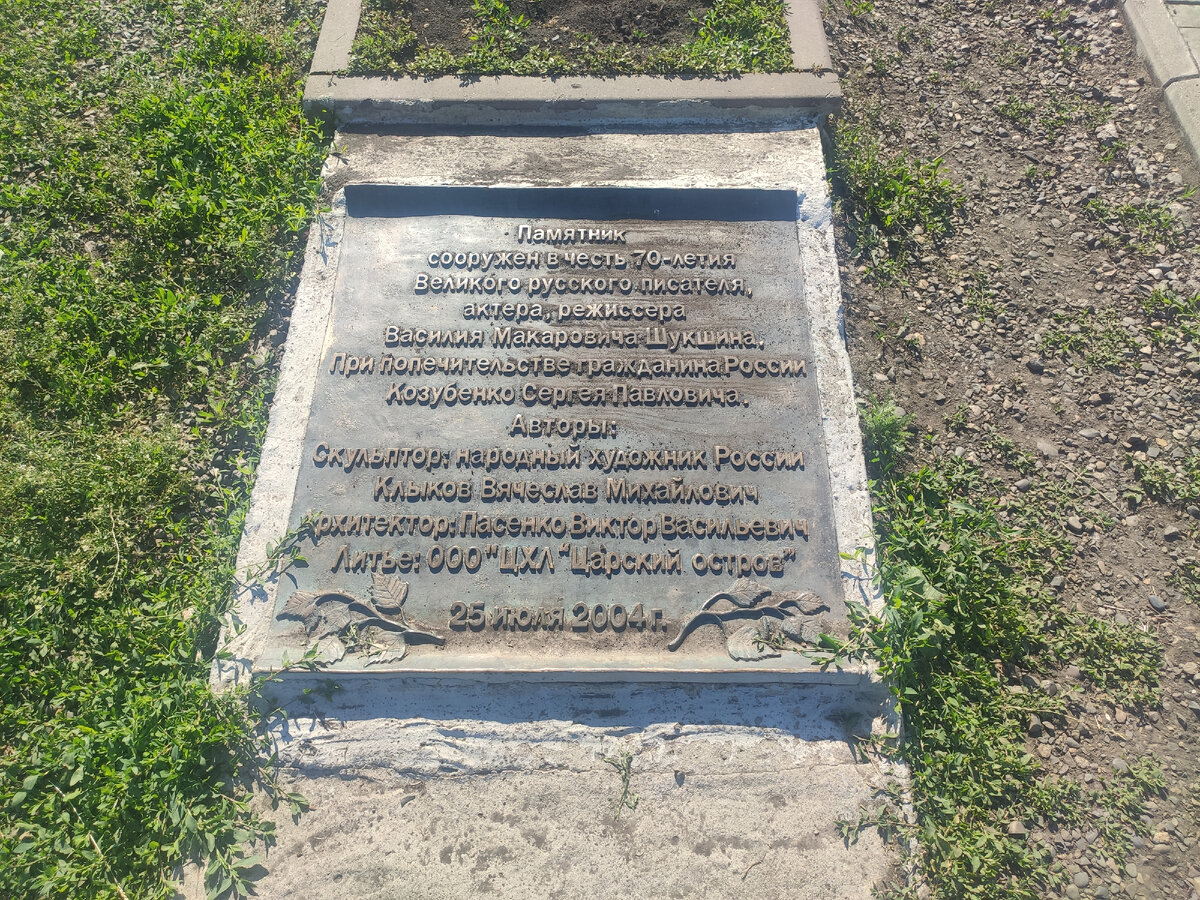 Памятник
сооружен в честь 70-летия
Великого русского писателя,
актера, режиссера
Василия Макаровича Шукшина.
При попечительстве гражданина России
Козубенко Сергея Павловича.
Авторы:
Скульптор: народный художник России
Клыков Вячеслав Михайлович
Архитектор: Пасенко Виктор Васильевич
Литье: ООО "ЦХЛ "Царский остров"
25 июля 2004 г.